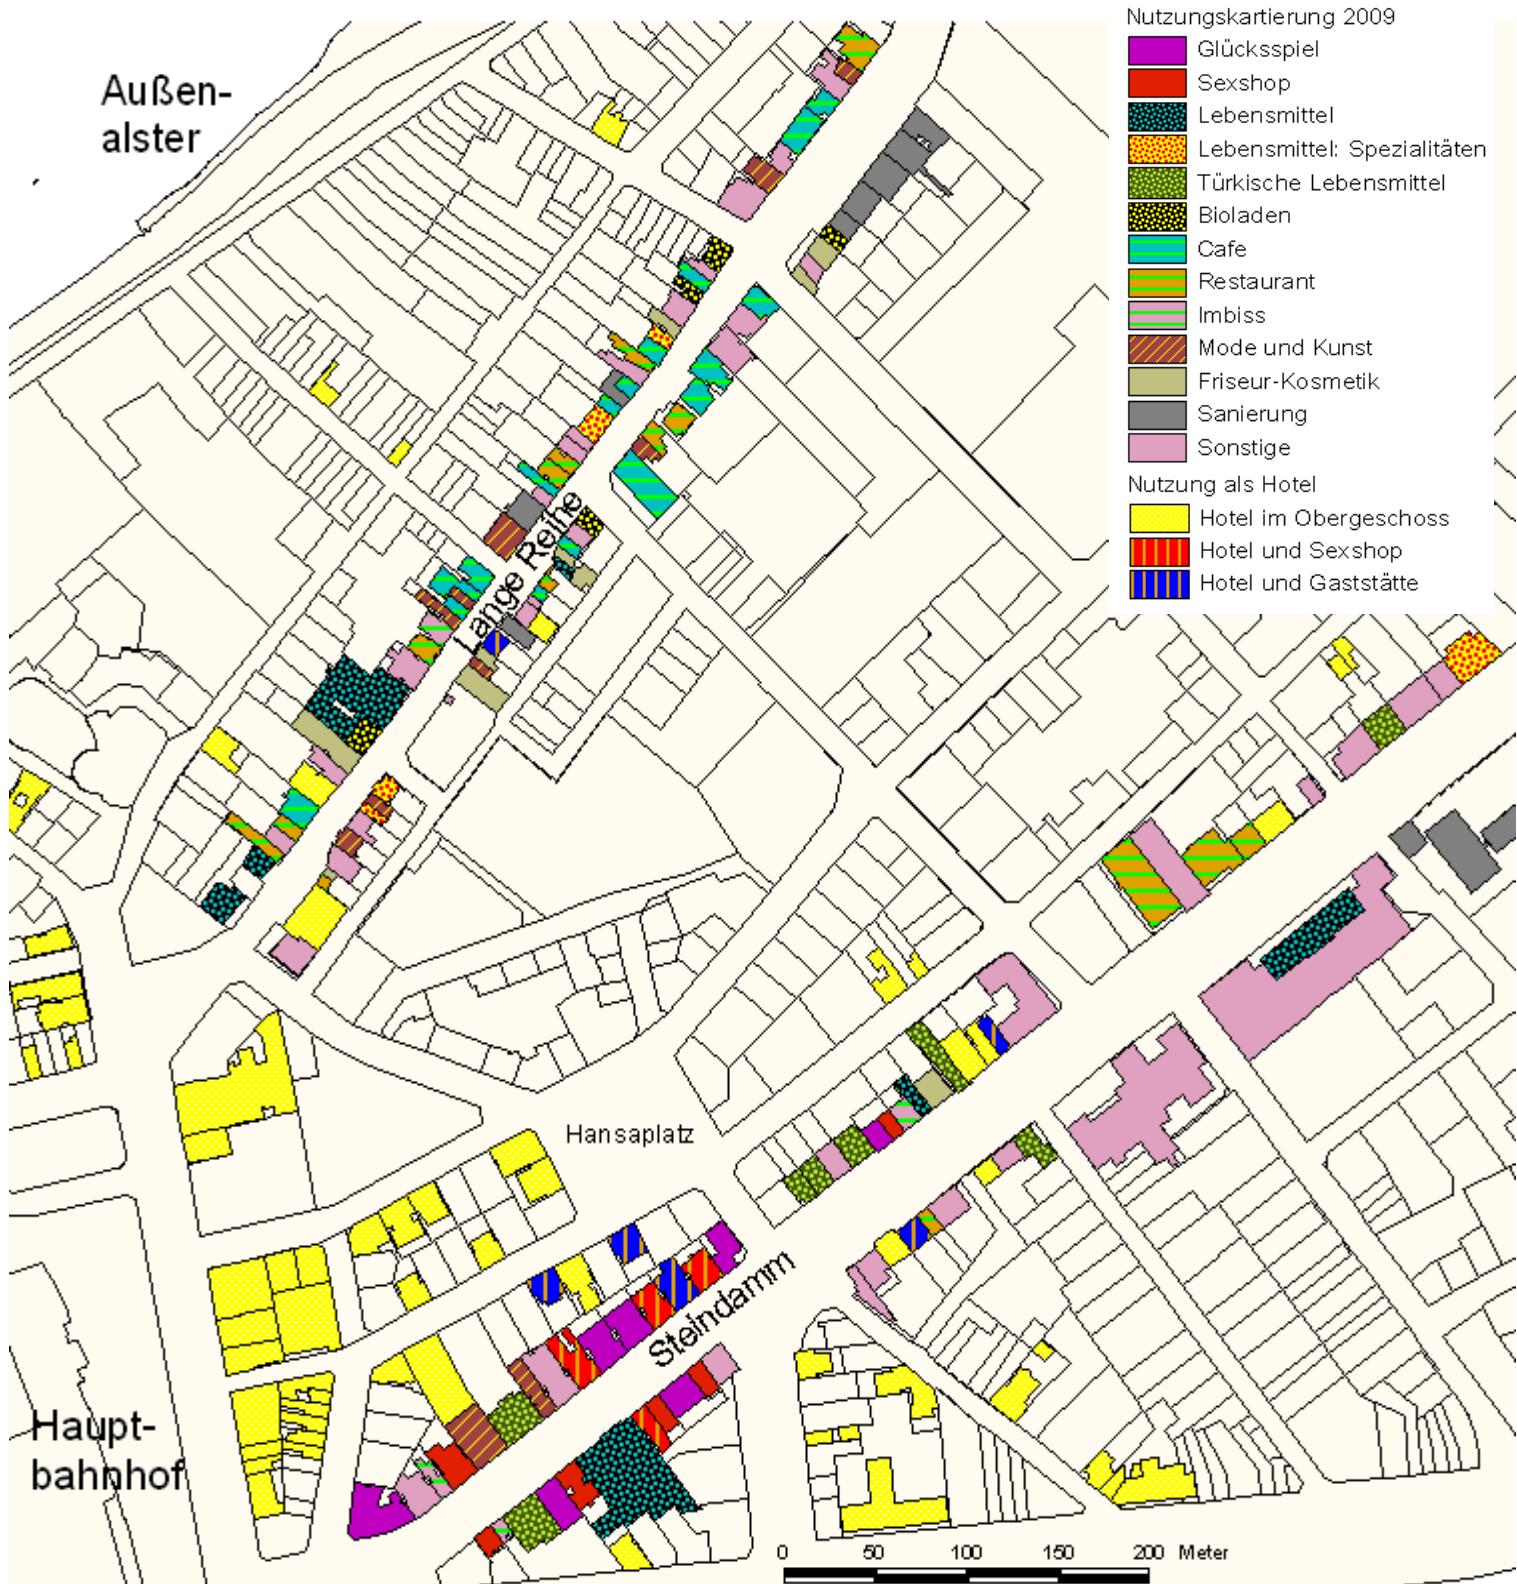 Nutzungskartierung 2009
Glücksspiel
Sexshop
Lebensmittel
Lebensmittel: Spezialitäten
Türkische Lebensmittel
Bioladen
Cafe
Restaurant
Imbiss
Mode und Kunst
Friseur-Kosmetik
Sanierung
Sonstige
Nutzung als Hotel
Hotel im Obergeschoss
Hotel und Sexshop
Hotel und Gaststätte
Außen-
alster
Lange Reihe
Hansaplatz
Steindamm
Haupt-
bahnhof
0 50 100 150 200 Meter